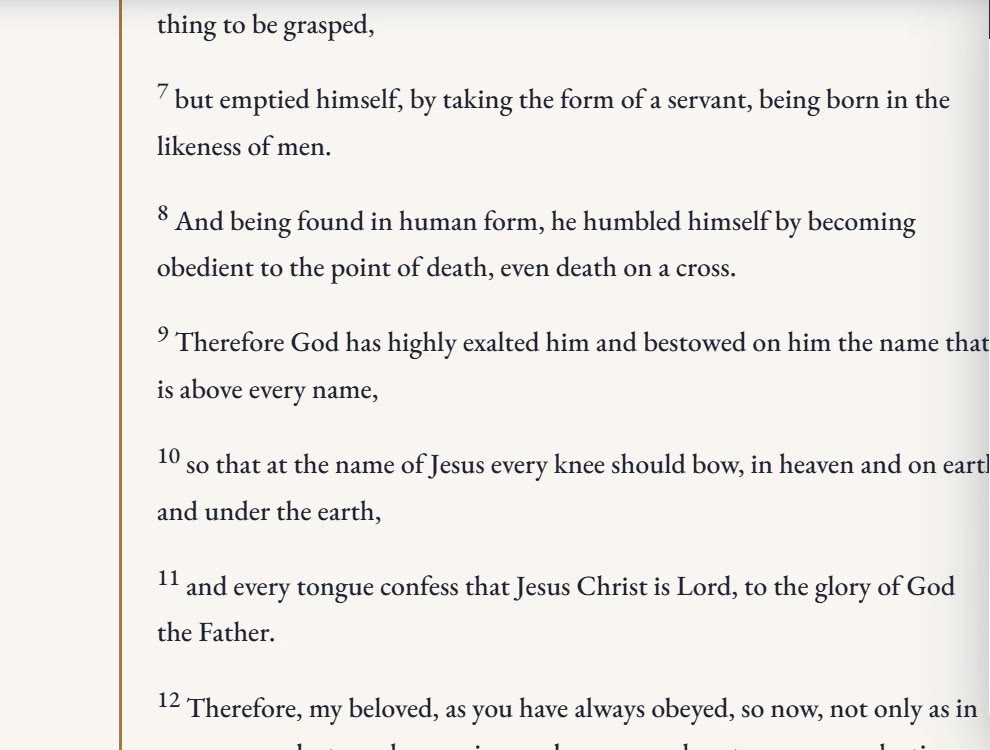 thing to be grasped,
7 but emptied himself, by taking the form of a servant, being born in the
likeness of men.
8 And being found in human form, he humbled himself by becoming
obedient to the point of death, even death on a cross.
9 Therefore God has highly exalted him and bestowed on him the name that
is above every name,
10 so that at the name of Jesus every knee should bow, in heaven and on earth
and under the earth,
11 and every tongue confess that Jesus Christ is Lord, to the glory of God
the Father.
12 Therefore, my beloved, as you have always obeyed, so now, not only as in